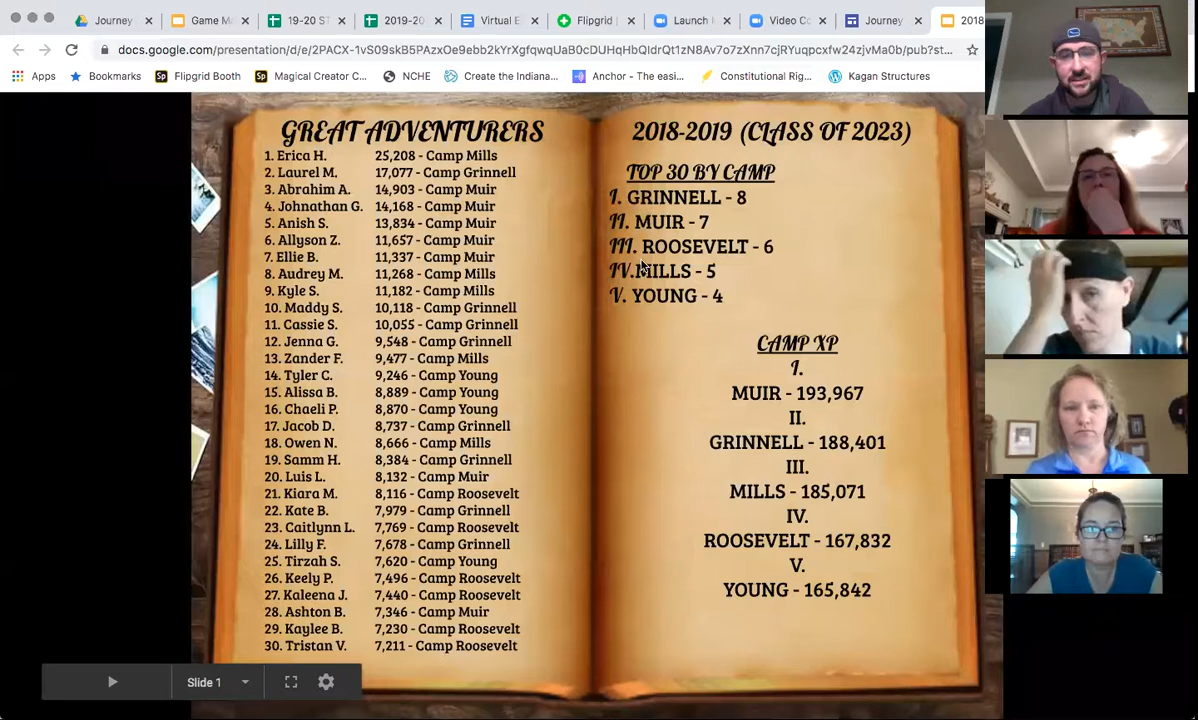 Journey
Game M
19-20 ST
2019-20
Virtual E
Flipgrid
Launch
Video Co
Journey
2018
docs.google.com/presentation/d/e/2PACX-1vS09skB5PAzxOe9ebb2kYrXgfqwqUaB0cDUHqHbQIdrQt1zN8Av7o7zXnn7cjRYuqpcxfw24zjvMa0b/pub?st...
Apps
Bookmarks
Flipgrid Booth
Magical Creator C...
NCHE
Create the Indiana...
Anchor - The easi...
Constitutional Rig...
Kagan Structures
GREAT ADVENTURERS
1. Erica H. 25,208 - Camp Mills
2. Laurel M. 17,077 - Camp Grinnell
3. Abrahim A. 14,903 - Camp Muir
4. Johnathan G. 14,168 - Camp Muir
5. Anish S. 13,834 - Camp Muir
6. Allyson Z. 11,657 - Camp Muir
7. Ellie B. 11,337 - Camp Muir
8. Audrey M. 11,268 - Camp Mills
9. Kyle S. 11,182 - Camp Mills
10. Maddy S. 10,118 - Camp Grinnell
11. Cassie S. 10,055 - Camp Grinnell
12. Jenna G. 9,548 - Camp Grinnell
13. Zander F. 9,477 - Camp Mills
14. Tyler C. 9,246 - Camp Young
15. Alissa B. 8,889 - Camp Young
16. Chaeli P. 8,870 - Camp Young
17. Jacob D. 8,737 - Camp Grinnell
18. Owen N. 8,666 - Camp Mills
19. Samm H. 8,384 - Camp Grinnell
20. Luis L. 8,132 - Camp Muir
21. Kiara M. 8,116 - Camp Roosevelt
22. Kate B. 7,979 - Camp Grinnell
23. Caitlynn L. 7,769 - Camp Roosevelt
24. Lilly F. 7,678 - Camp Grinnell
25. Tirzah S. 7,620 - Camp Young
26. Keely P. 7,496 - Camp Roosevelt
27. Kaleena J. 7,440 - Camp Roosevelt
28. Ashton B. 7,346 - Camp Muir
29. Kaylee B. 7,230 - Camp Roosevelt
30. Tristan V. 7,211 - Camp Roosevelt
2018-2019 (CLASS OF 2023)
TOP 30 BY CAMP
I. GRINNELL - 8
II. MUIR - 7
III. ROOSEVELT - 6
IV. MILLS - 5
V. YOUNG - 4
CAMP XP
I.
MUIR - 193,967
II.
GRINNELL - 188,401
III.
MILLS - 185,071
IV.
ROOSEVELT - 167,832
V.
YOUNG - 165,842
Slide 1